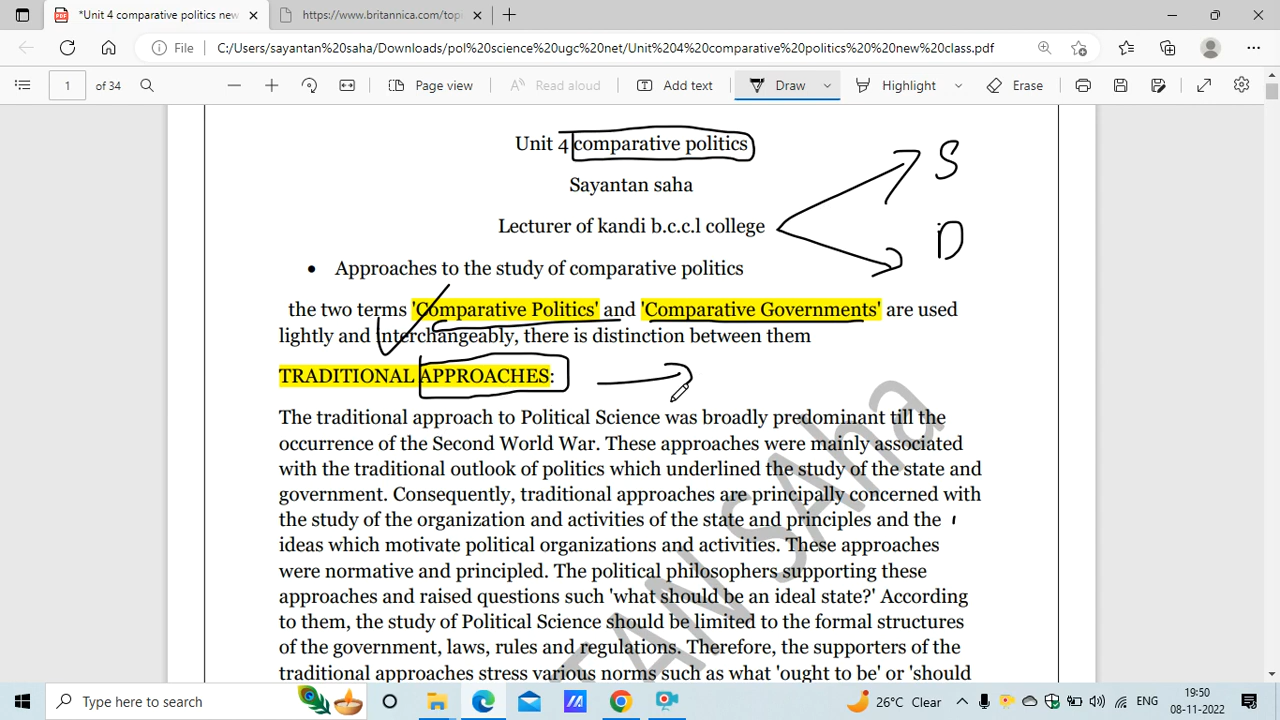 *Unit 4 comparative politics new
https://www.britannica.com/top
File
C:/Users/sayantan%20saha/Downloads/pol%20science%20ugc%20net/Unit%204%20comparative%20politics%20%20new%20class.pdf
1 of 34
Page view
Read aloud
Add text
Draw
Highlight
Erase
Unit 4 comparative politics
S
Sayantan saha
Lecturer of kandi b.c.c.l college
D
• Approaches to the study of comparative politics
the two terms 'Comparative Politics' and 'Comparative Governments' are used
lightly and interchangeably, there is distinction between them
TRADITIONAL APPROACHES:
The traditional approach to Political Science was broadly predominant till the
occurrence of the Second World War. These approaches were mainly associated
with the traditional outlook of politics which underlined the study of the state and
government. Consequently, traditional approaches are principally concerned with
the study of the organization and activities of the state and principles and the
ideas which motivate political organizations and activities. These approaches
were normative and principled. The political philosophers supporting these
approaches and raised questions such 'what should be an ideal state?' According
to them, the study of Political Science should be limited to the formal structures
of the government, laws, rules and regulations. Therefore, the supporters of the
traditional approaches stress various norms such as what 'ought to be' or 'should
TAN SAha
Type here to search
26°C Clear
ENG
19:50
08-11-2022